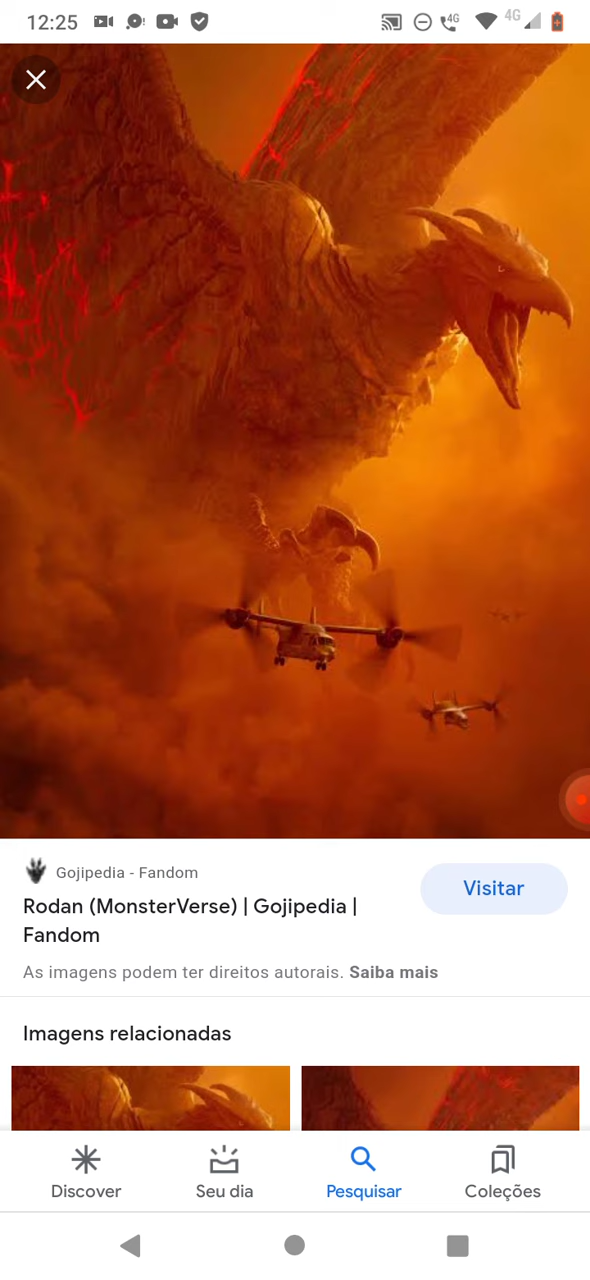 12:25
4G
4G
Gojipedia - Fandom
Visitar
Rodan (MonsterVerse) | Gojipedia |
Fandom
As imagens podem ter direitos autorais. Saiba mais
Imagens relacionadas
Discover
Seu dia
Pesquisar
Coleções